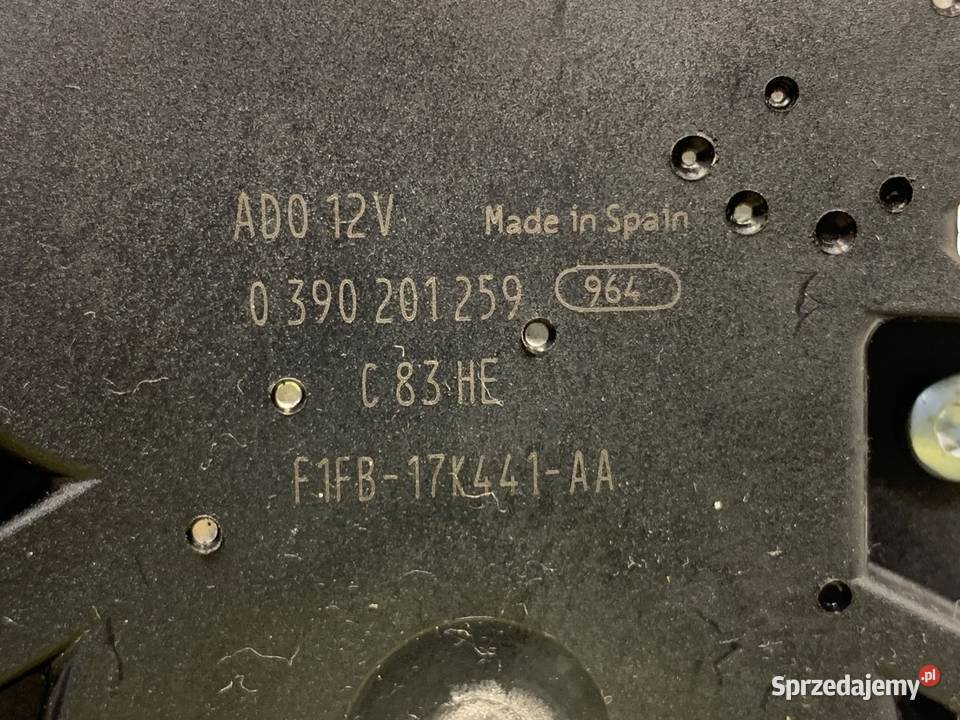 ADO 12V Made in Spain
0 390 201 259 964
C 83 HE
F1FB-17K441-AA
Sprzedajemy.pl